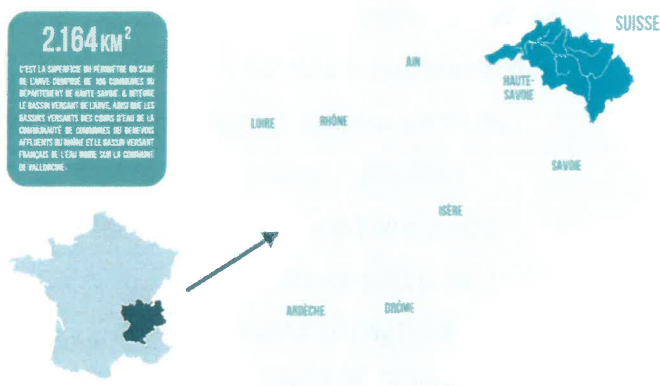 2.164 KM²
C'EST LA SUPERFICIE DU PÉRIMÈTRE DU SAGE
DE L'ARVE COMPOSÉ DE 106 COMMUNES DU
DÉPARTEMENT DE HAUTE-SAVOIE. IL INTÈGRE
LE BASSIN VERSANT DE L'ARVE, AINSI QUE LES
BASSINS VERSANTS DES COURS D'EAU DE LA
COMMUNAUTÉ DE COMMUNES DU GENEVOIS
AFFLUENTS DU RHÔNE ET LE BASSIN VERSANT
FRANÇAIS DE L'EAU NOIRE SUR LA COMMUNE
DE VALLORCINE.
SUISSE
AIN
HAUTE-
SAVOIE
LOIRE
RHÔNE
SAVOIE
ISÈRE
ARDÈCHE
DRÔME